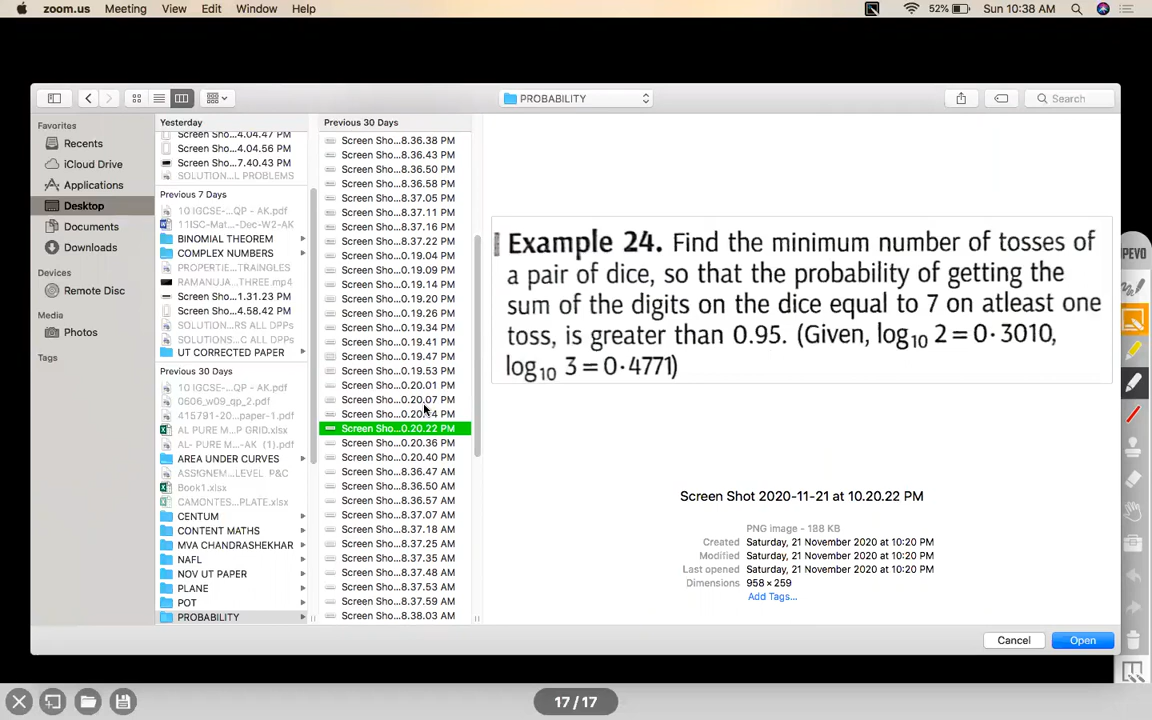 zoom.us Meeting View Edit Window Help 52% Sun 10:38 AM
PROBABILITY Search
Favorites
Recents
iCloud Drive
Applications
Desktop
Documents
Downloads
Devices
Remote Disc
Media
Photos
Tags
Yesterday
Screen Sho...4.04.47 PM
Screen Sho...4.04.56 PM
Screen Sho...7.40.43 PM
SOLUTION...L PROBLEMS
Previous 7 Days
10 IGCSE-...QP - AK.pdf
11ISC-Mat...-Dec-W2-AK
BINOMIAL THEOREM
COMPLEX NUMBERS
PROPERTIE...TRAINGLES
RAMANUJA...THREE.mp4
Screen Sho...1.31.23 PM
Screen Sho...4.58.42 PM
SOLUTION...RS ALL DPPs
SOLUTION...S ALL DPPs
UT CORRECTED PAPER
Previous 30 Days
10 IGCSE-...QP - AK.pdf
0606_w09_qp_2.pdf
415791-20...paper-1.pdf
AL PURE M...P GRID.xlsx
AL- PURE M...-AK (1).pdf
AREA UNDER CURVES
ASSIGNEM...LEVEL P&C
Book1.xlsx
CAMONTES...PLATE.xlsx
CENTUM
CONTENT MATHS
MVA CHANDRASHEKHAR
NAFL
NOV UT PAPER
PLANE
POT
PROBABILITY
Previous 30 Days
Screen Sho...8.36.38 PM
Screen Sho...8.36.43 PM
Screen Sho...8.36.50 PM
Screen Sho...8.36.58 PM
Screen Sho...8.37.05 PM
Screen Sho...8.37.11 PM
Screen Sho...8.37.16 PM
Screen Sho...8.37.22 PM
Screen Sho...0.19.04 PM
Screen Sho...0.19.09 PM
Screen Sho...0.19.14 PM
Screen Sho...0.19.20 PM
Screen Sho...0.19.26 PM
Screen Sho...0.19.34 PM
Screen Sho...0.19.41 PM
Screen Sho...0.19.47 PM
Screen Sho...0.19.53 PM
Screen Sho...0.20.01 PM
Screen Sho...0.20.07 PM
Screen PM
Screen Sho...0.20.22 PM
Screen Sho...0.20.36 PM
Screen Sho...0.20.40 PM
Screen Sho...8.36.47 AM
Screen Sho...8.36.50 AM
Screen Sho...8.36.57 AM
Screen Sho...8.37.07 AM
Screen Sho...8.37.18 AM
Screen Sho...8.37.25 AM
Screen Sho...8.37.35 AM
Screen Sho...8.37.48 AM
Screen Sho...8.37.53 AM
Screen Sho...8.37.59 AM
Screen Sho...8.38.03 AM
Example 24. Find the minimum number of tosses of
a pair of dice, so that the probability of getting the
sum of the digits on the dice equal to 7 on atleast one
toss, is greater than 0.95. (Given, log10 2 = 0·3010,
log10 3 = 0·4771)
Screen Shot 2020-11-21 at 10.20.22 PM
PNG image - 188 KB
Created Saturday, 21 November 2020 at 10:20 PM
Modified Saturday, 21 November 2020 at 10:20 PM
Last opened Saturday, 21 November 2020 at 10:20 PM
Dimensions 958 × 259
Add Tags...
Cancel Open
IPEVO
17 / 17